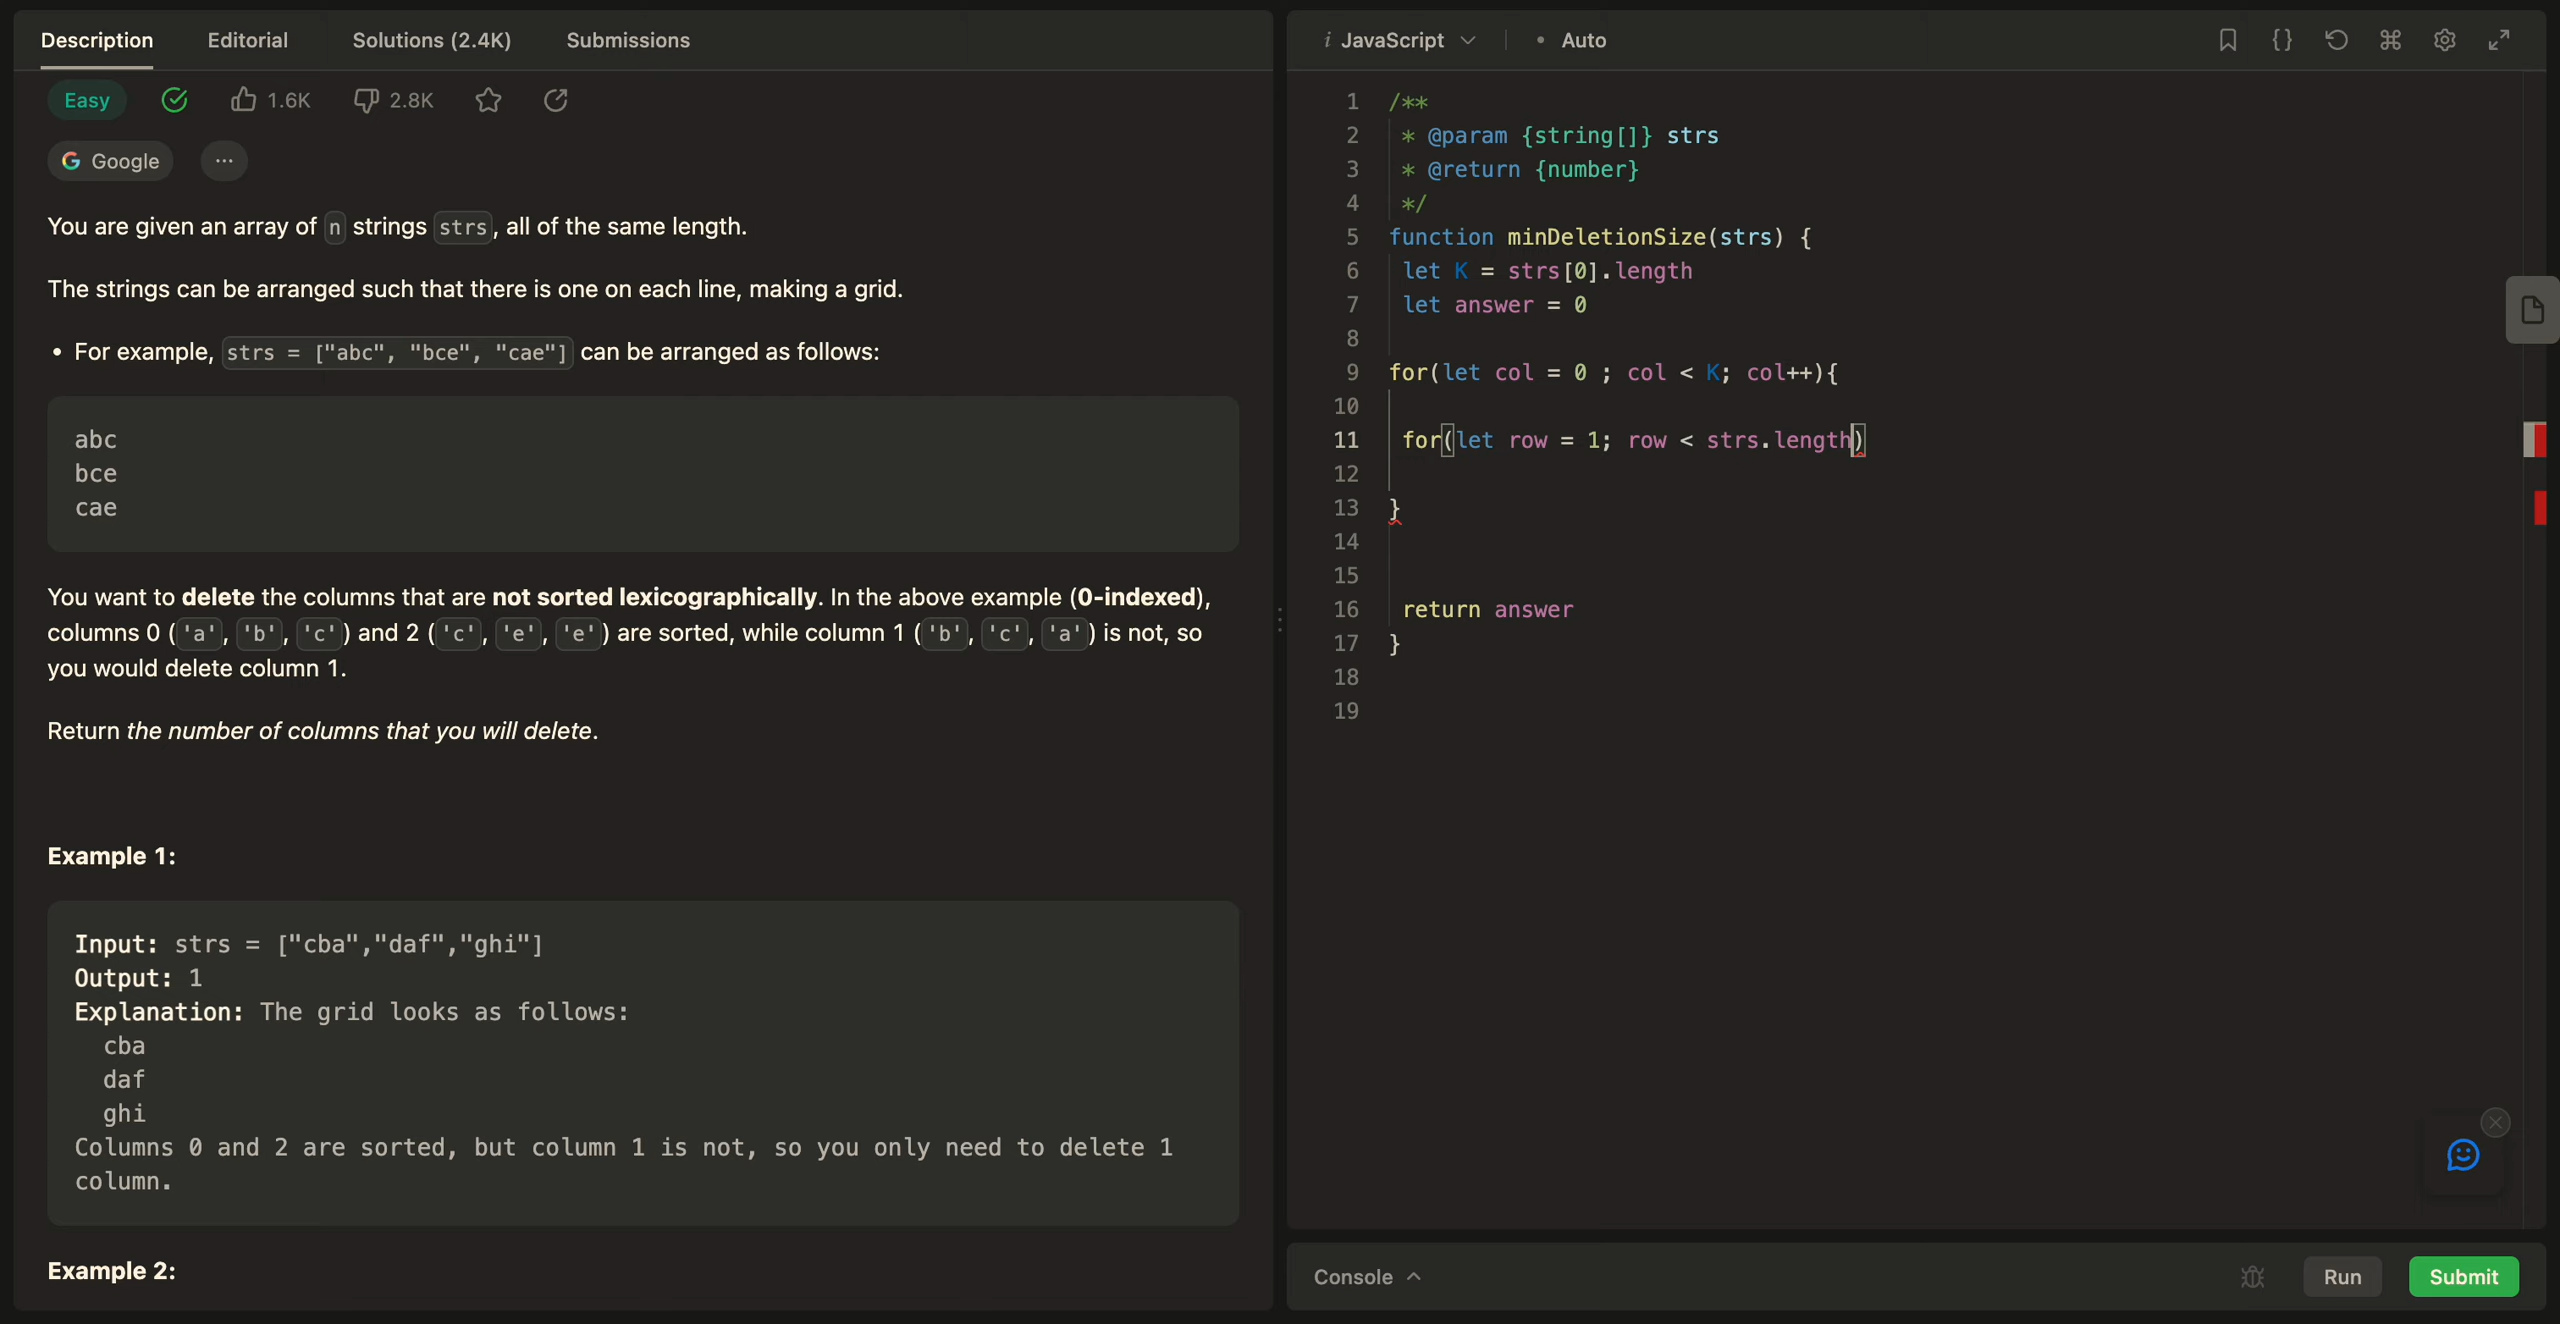 Description Editorial Solutions (2.4K) Submissions
Easy 1.6K 2.8K
Google ...
You are given an array of n strings strs, all of the same length.
The strings can be arranged such that there is one on each line, making a grid.
• For example, strs = ["abc", "bce", "cae"] can be arranged as follows:
abc
bce
cae
You want to delete the columns that are not sorted lexicographically. In the above example (0-indexed),
columns 0 ('a', 'b', 'c') and 2 ('c', 'e', 'e') are sorted, while column 1 ('b', 'c', 'a') is not, so
you would delete column 1.
Return the number of columns that you will delete.
Example 1:
Input: strs = ["cba","daf","ghi"]
Output: 1
Explanation: The grid looks as follows:
cba
daf
ghi
Columns 0 and 2 are sorted, but column 1 is not, so you only need to delete 1
column.
Example 2:
i JavaScript • Auto
1 /**
2 * @param {string[]} strs
3 * @return {number}
4 */
5 function minDeletionSize(strs) {
6 let K = strs[0].length
7 let answer = 0
8
9 for(let col = 0 ; col < K; col++){
10
11 for(let row = 1; row < strs.length)
12
13 }
14
15
16 return answer
17 }
18
19
Console Run Submit